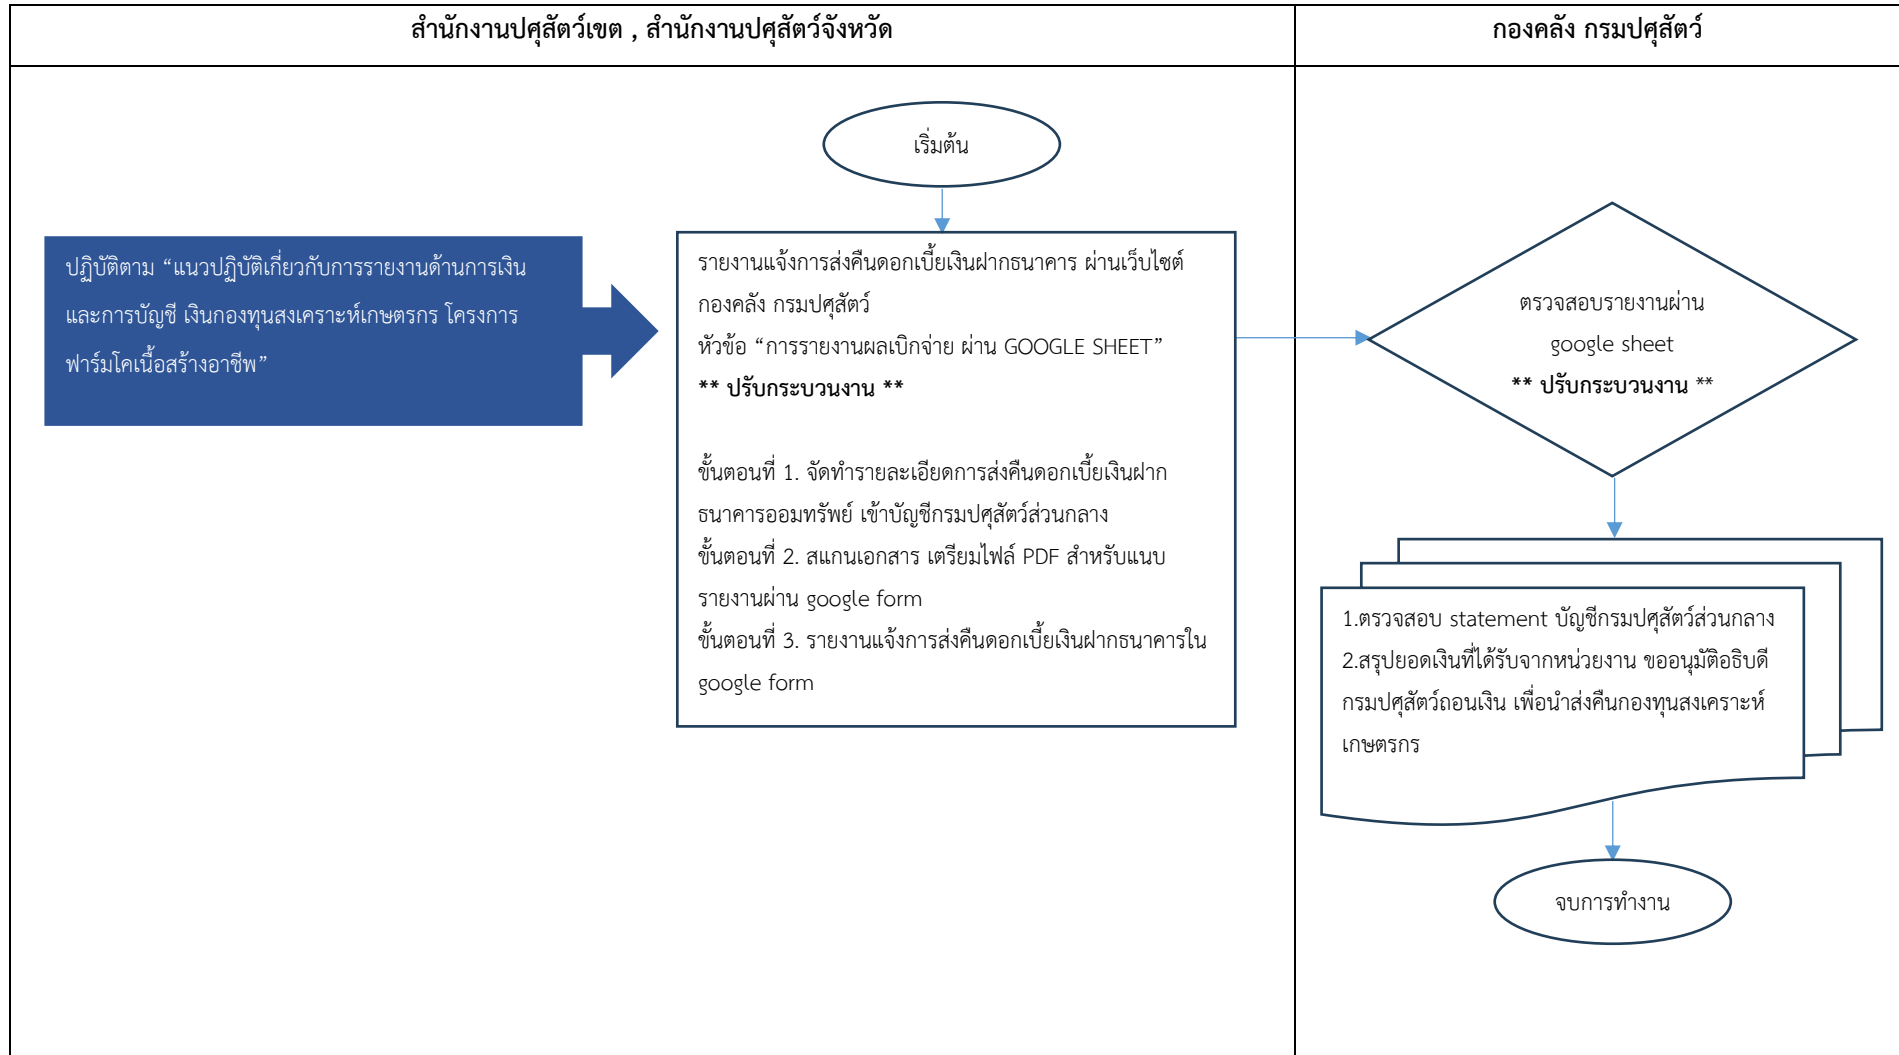 สำนักงานปศุสัตว์เขต , สำนักงานปศุสัตว์จังหวัด
กองคลัง กรมปศุสัตว์
เริ่มต้น
ปฏิบัติตาม “แนวปฏิบัติเกี่ยวกับการรายงานด้านการเงิน
และการบัญชี เงินกองทุนสงเคราะห์เกษตรกร โครงการ
ฟาร์มโคเนื้อสร้างอาชีพ”
รายงานแจ้งการส่งคืนดอกเบี้ยเงินฝากธนาคาร ผ่านเว็บไซต์
กองคลัง กรมปศุสัตว์
หัวข้อ “การรายงานผลเบิกจ่าย ผ่าน GOOGLE SHEET”
** ปรับกระบวนงาน **
ขั้นตอนที่ 1. จัดทำรายละเอียดการส่งคืนดอกเบี้ยเงินฝาก
ธนาคารออมทรัพย์ เข้าบัญชีกรมปศุสัตว์ส่วนกลาง
ขั้นตอนที่ 2. สแกนเอกสาร เตรียมไฟล์ PDF สำหรับแนบ
รายงานผ่าน google form
ขั้นตอนที่ 3. รายงานแจ้งการส่งคืนดอกเบี้ยเงินฝากธนาคารใน
google form
ตรวจสอบรายงานผ่าน
google sheet
** ปรับกระบวนงาน **
1.ตรวจสอบ statement บัญชีกรมปศุสัตว์ส่วนกลาง
2.สรุปยอดเงินที่ได้รับจากหน่วยงาน ขออนุมัติอธิบดี
กรมปศุสัตว์ถอนเงิน เพื่อนำส่งคืนกองทุนสงเคราะห์
เกษตรกร
จบการทำงาน